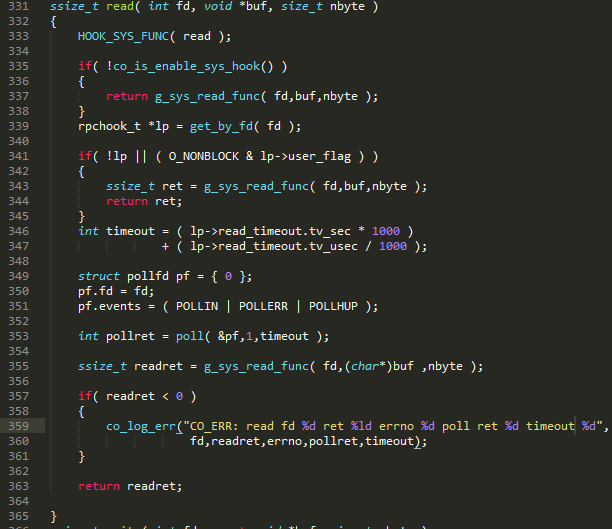 331 ssize_t read( int fd, void *buf, size_t nbyte )
332 {
333     HOOK_SYS_FUNC( read );
334
335     if( !co_is_enable_sys_hook() )
336     {
337         return g_sys_read_func( fd,buf,nbyte );
338     }
339     rpchook_t *lp = get_by_fd( fd );
340
341     if( !lp || ( O_NONBLOCK & lp->user_flag ) )
342     {
343         ssize_t ret = g_sys_read_func( fd,buf,nbyte );
344         return ret;
345     }
346     int timeout = ( lp->read_timeout.tv_sec * 1000 )
347                 + ( lp->read_timeout.tv_usec / 1000 );
348
349     struct pollfd pf = { 0 };
350     pf.fd = fd;
351     pf.events = ( POLLIN | POLLERR | POLLHUP );
352
353     int pollret = poll( &pf,1,timeout );
354
355     ssize_t readret = g_sys_read_func( fd,(char*)buf ,nbyte );
356
357     if( readret < 0 )
358     {
359         co_log_err("CO_ERR: read fd %d ret %ld errno %d poll ret %d timeout %d",
360                     fd,readret,errno,pollret,timeout);
361     }
362
363     return readret;
364
365 }